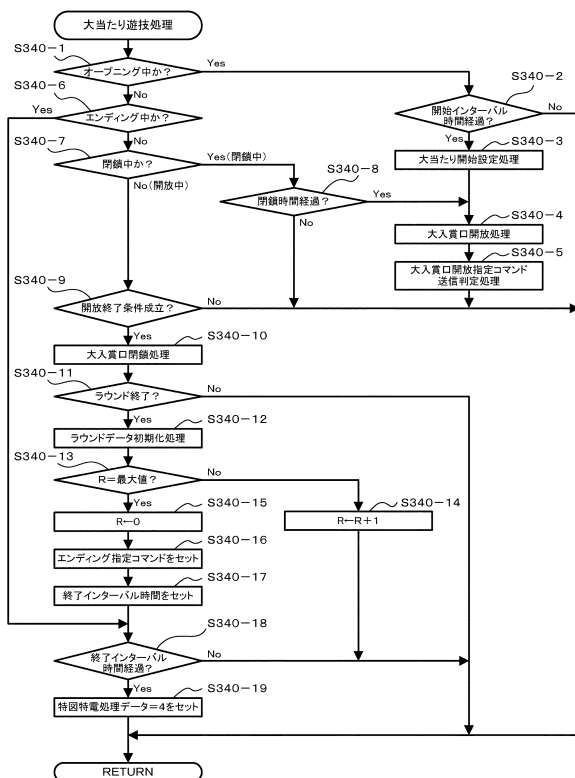 大当たり遊技処理
S340-1
オープニング中か?
Yes
No
S340-2
開始インターバル
時間経過?
No
Yes
S340-3
大当たり開始設定処理
S340-6
Yes
エンディング中か?
No
S340-7
閉鎖中か?
Yes(閉鎖中)
No(開放中)
S340-8
閉鎖時間経過?
Yes
No
S340-4
大入賞口開放処理
S340-5
大入賞口開放指定コマンド
送信判定処理
S340-9
開放終了条件成立?
No
Yes
S340-10
大入賞口閉鎖処理
S340-11
ラウンド終了?
No
Yes
S340-12
ラウンドデータ初期化処理
S340-13
R=最大値?
No
Yes
S340-14
R←R+1
S340-15
R←0
S340-16
エンディング指定コマンドをセット
S340-17
終了インターバル時間をセット
S340-18
終了インターバル
時間経過?
No
Yes
S340-19
特図特電処理データ=4をセット
RETURN